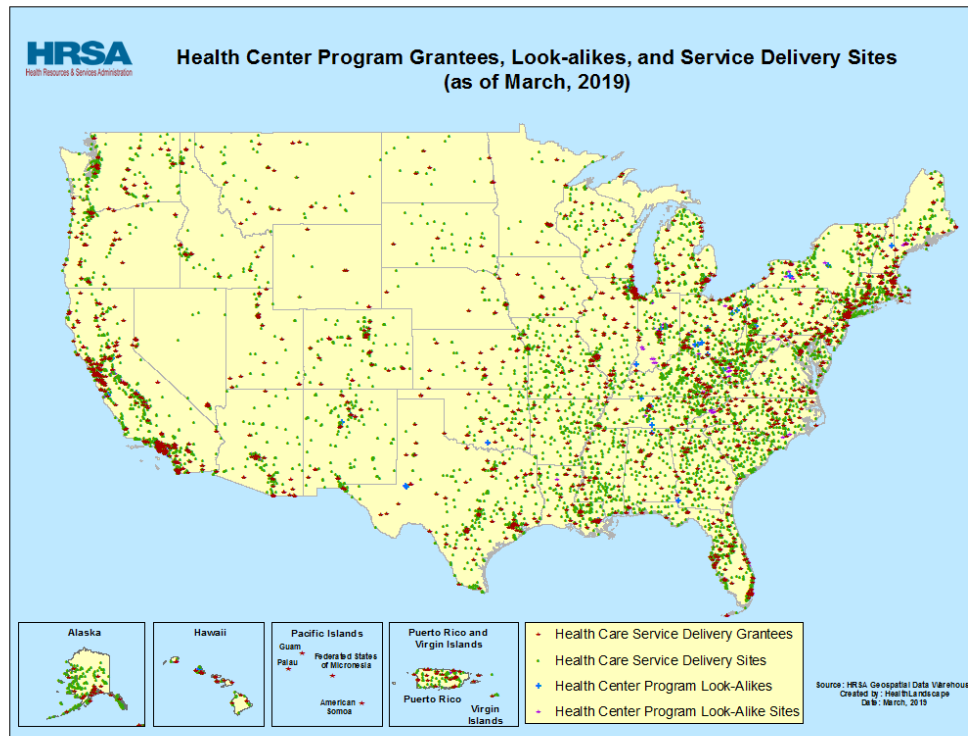 HRSA
Health Resources & Services Administration
Health Center Program Grantees, Look-alikes, and Service Delivery Sites
(as of March, 2019)
Alaska
Hawaii
Pacific Islands
Guam
Palau
Federated States
of Micronesia
American
Somoa
Puerto Rico and
Virgin Islands
Puerto Rico
Virgin
Islands
Health Care Service Delivery Grantees
Health Care Service Delivery Sites
Health Center Program Look-Alikes
Health Center Program Look-Alike Sites
Source: HRSA Geospatial Data Warehous
Created by: HealthLandscape
Date: March, 2019